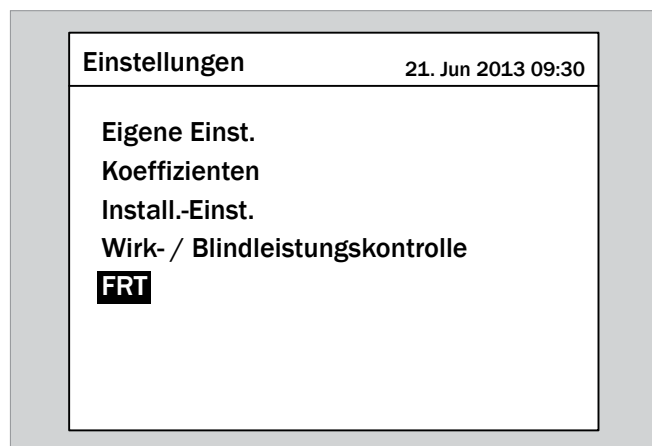 Einstellungen
21. Jun 2013 09:30
Eigene Einst.
Koeffizienten
Install.-Einst.
Wirk- / Blindleistungskontrolle
FRT